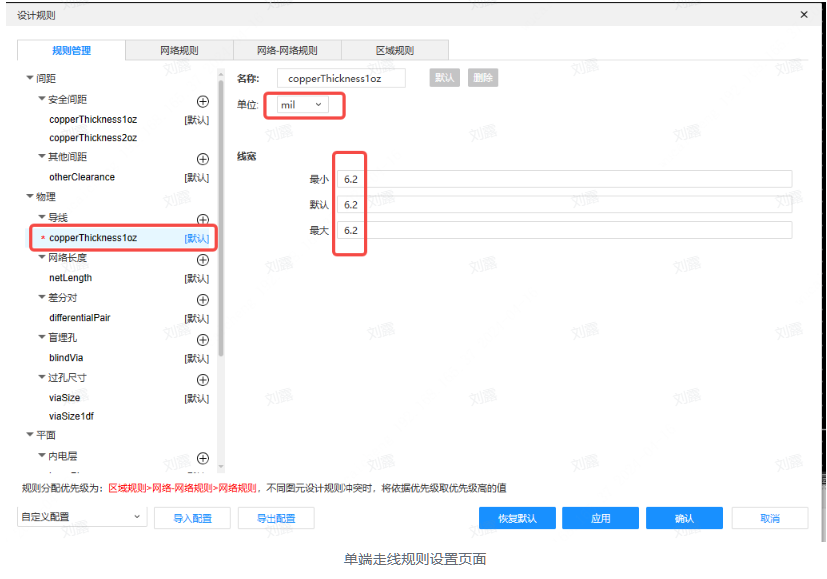 设计规则
规则管理 网络规则 网络-网络规则 区域规则
间距
安全间距
copperThickness1oz [默认]
copperThickness2oz
其他间距
otherClearance [默认]
物理
导线
* copperThickness1oz [默认]
网络长度
netLength [默认]
差分对
differentialPair [默认]
盲埋孔
blindVia [默认]
过孔尺寸
viaSize [默认]
viaSize1df
平面
内电层
名称: copperThickness1oz 默认 删除
单位: mil
线宽
最小 6.2
默认 6.2
最大 6.2
规则分配优先级为：区域规则>网络-网络规则>网络规则，不同图元设计规则冲突时，将依据优先级取优先级高的值
自定义配置 导入配置 导出配置 恢复默认 应用 确认 取消
单端走线规则设置页面
刘露